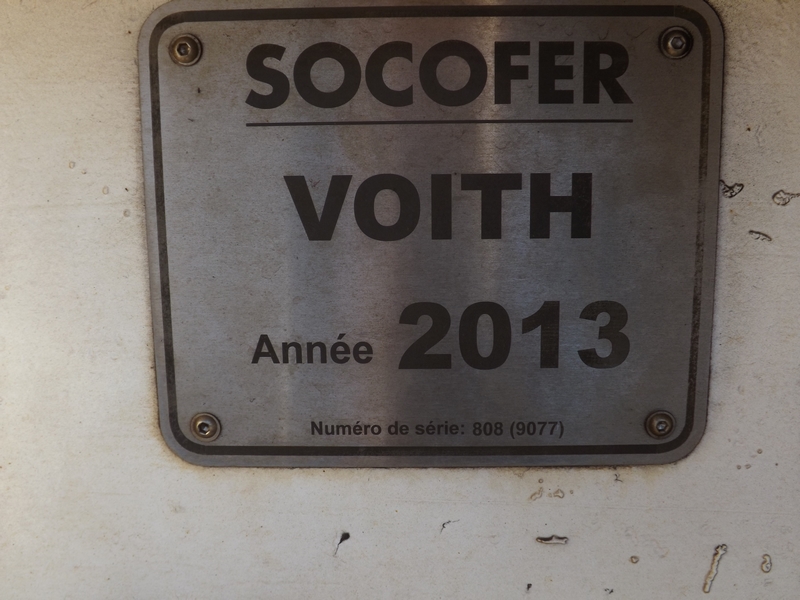 SOCOFER
VOITH
Année 2013
Numéro de série: 808 (9077)